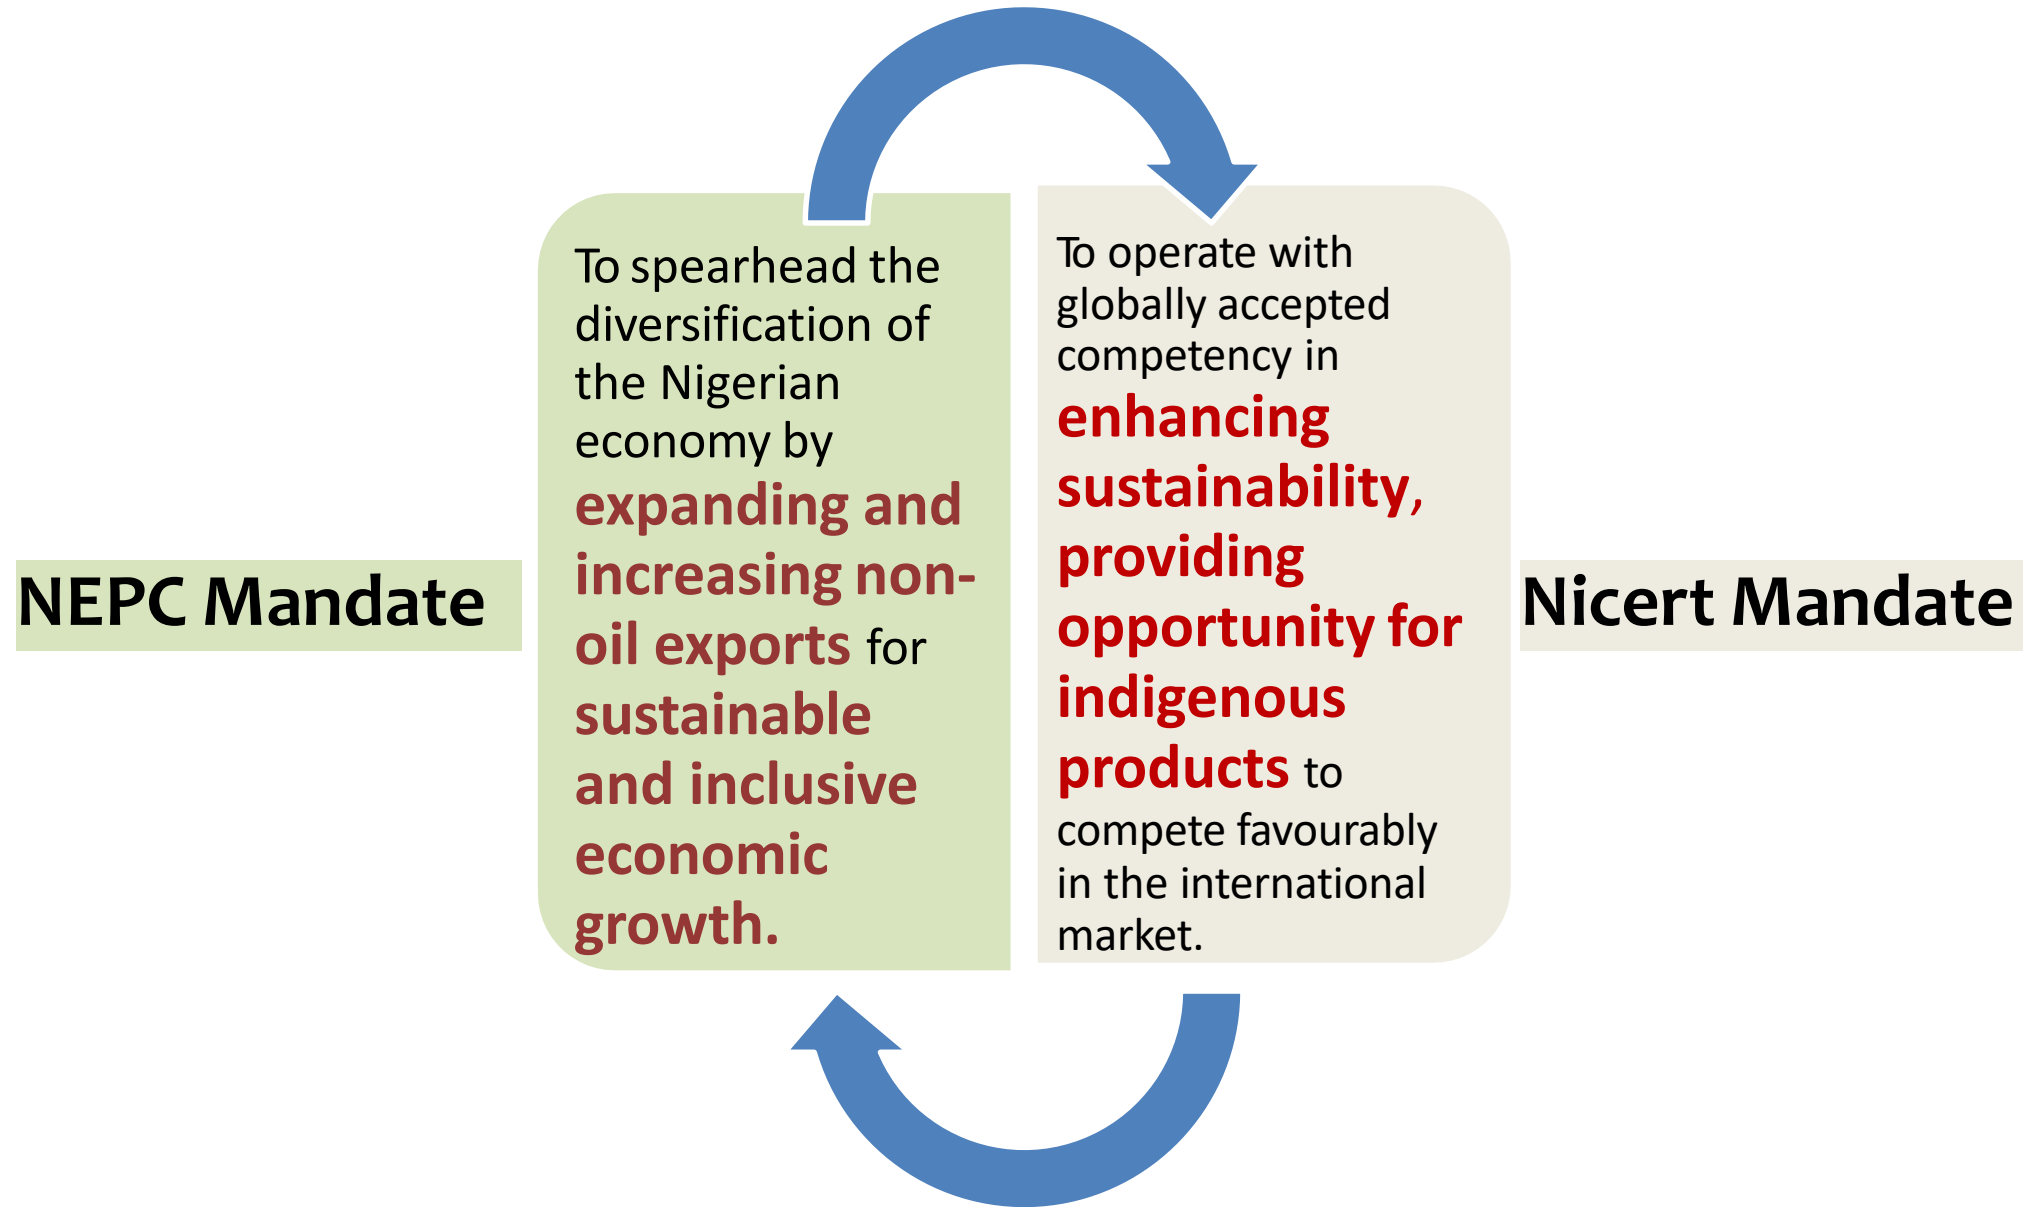 NEPC Mandate
To spearhead the
diversification of
the Nigerian
economy by
expanding and
increasing non-
oil exports for
sustainable
and inclusive
economic
growth.
To operate with
globally accepted
competency in
enhancing
sustainability,
providing
opportunity for
indigenous
products to
compete favourably
in the international
market.
Nicert Mandate